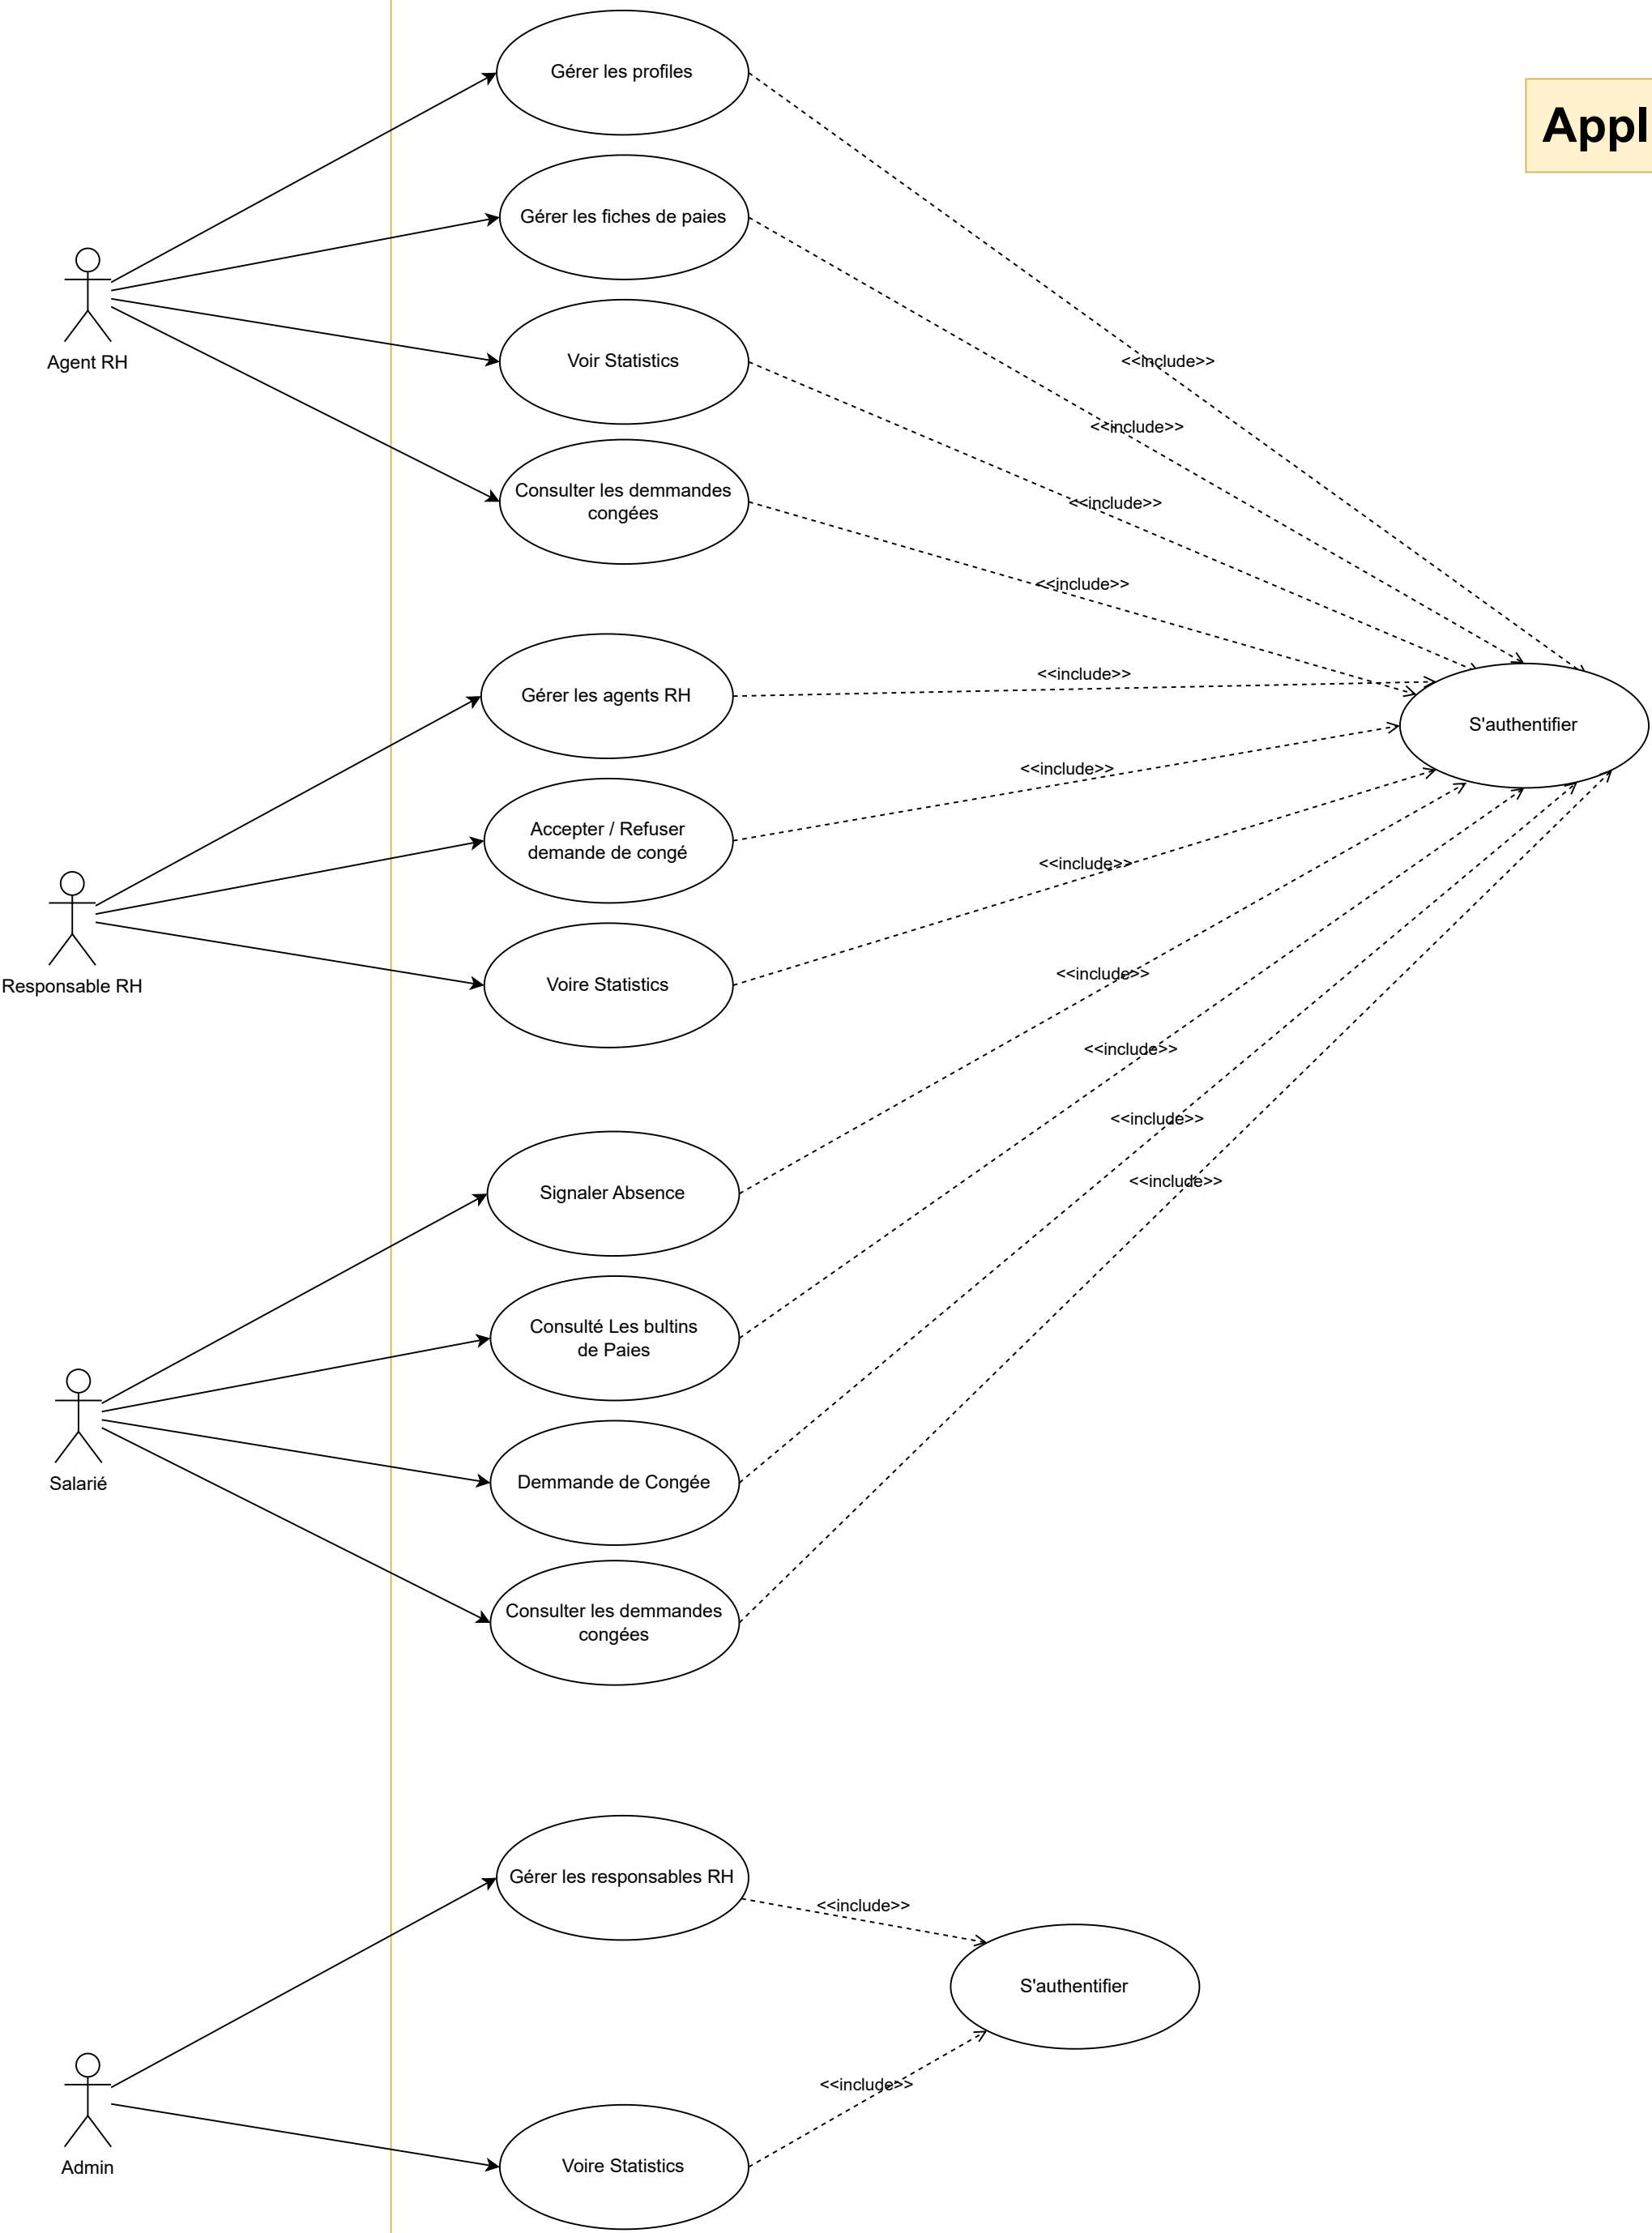 Gérer les profiles
Appl
Gérer les fiches de paies
Agent RH
Voir Statistics
<<include>>
<<include>>
Consulter les demmandes
congées
<<include>>
<<include>>
Gérer les agents RH
<<include>>
S'authentifier
<<include>>
Accepter / Refuser
demande de congé
<<include>>
Responsable RH
Voire Statistics
<<include>>
<<include>>
<<include>>
Signaler Absence
<<include>>
Consulté Les bultins
de Paies
Salarié
Demmande de Congée
Consulter les demmandes
congées
Gérer les responsables RH
<<include>>
S'authentifier
<<include>>
Admin
Voire Statistics